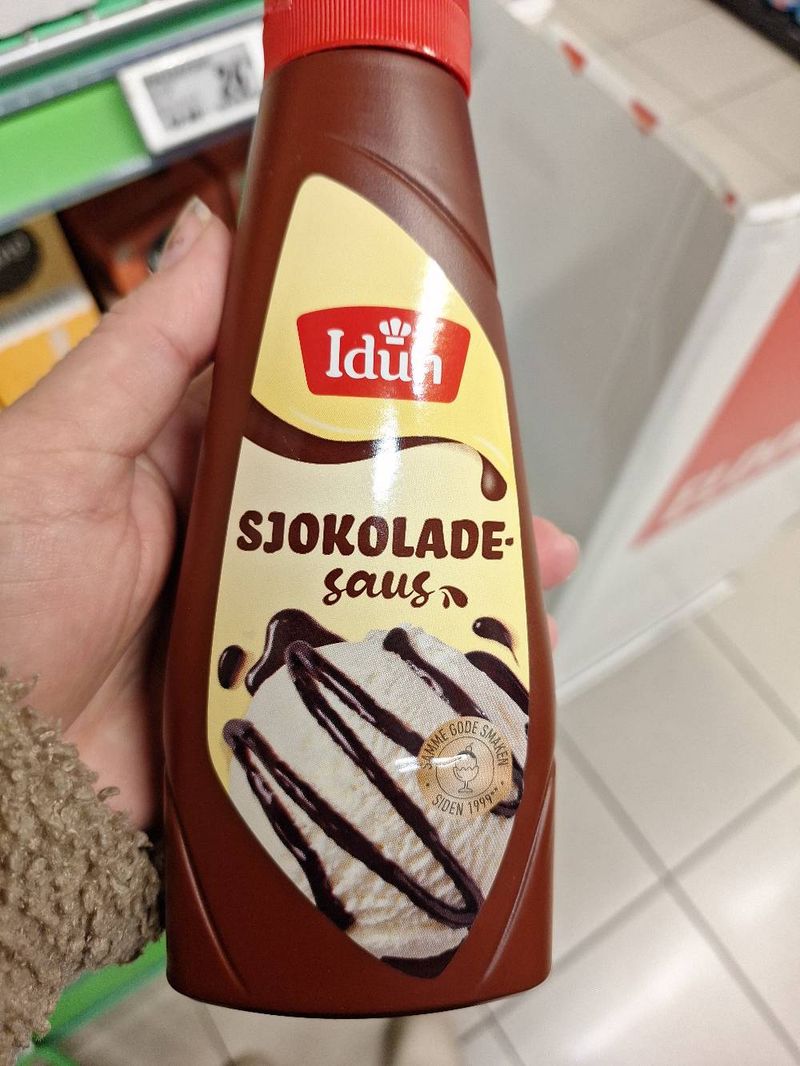 Idun
SJOKOLADE-
saus
SAMME GODE SMAKEN
SIDEN 1999